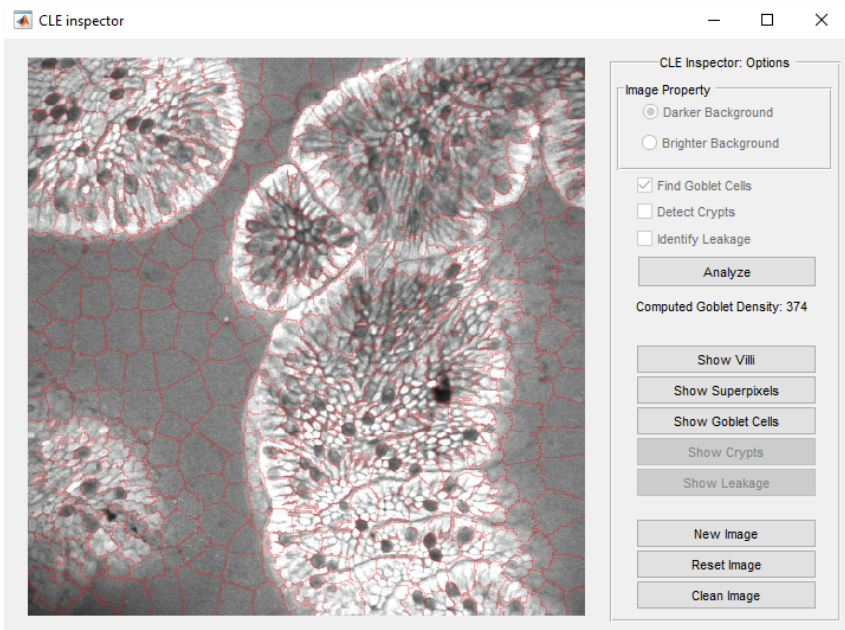 CLE inspector
CLE Inspector: Options
Image Property
Darker Background
Brighter Background
Find Goblet Cells
Detect Crypts
Identify Leakage
Analyze
Computed Goblet Density: 374
Show Villi
Show Superpixels
Show Goblet Cells
Show Crypts
Show Leakage
New Image
Reset Image
Clean Image